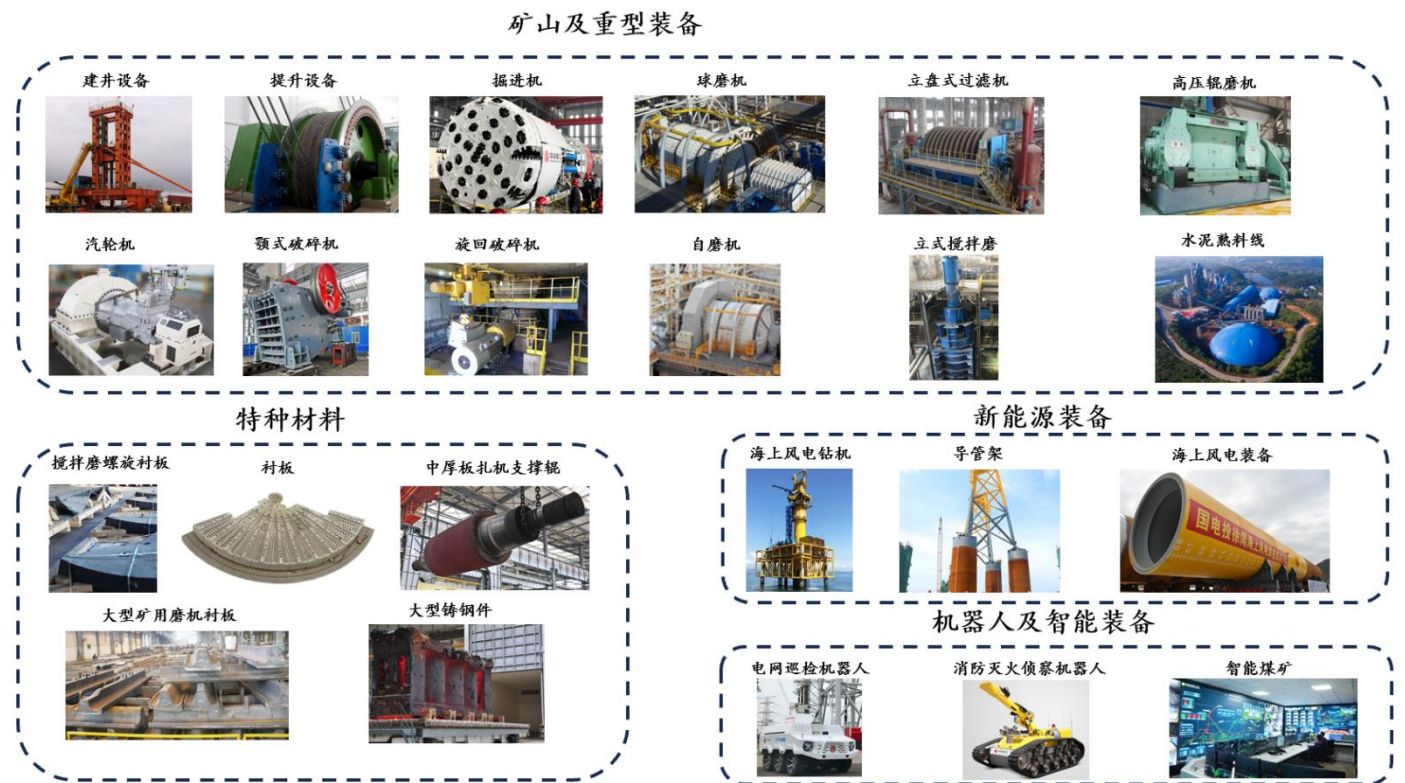 矿山及重型装备
建井设备
提升设备
掘进机
球磨机
立盘式过滤机
高压辊磨机
汽轮机
颚式破碎机
旋回破碎机
自磨机
立式搅拌磨
水泥熟料线
特种材料
搅拌磨螺旋衬板
衬板
中厚板扎机支撑辊
大型矿用磨机衬板
大型铸钢件
新能源装备
海上风电钻机
导管架
海上风电装备
机器人及智能装备
电网巡检机器人
消防灭火侦察机器人
智能煤矿